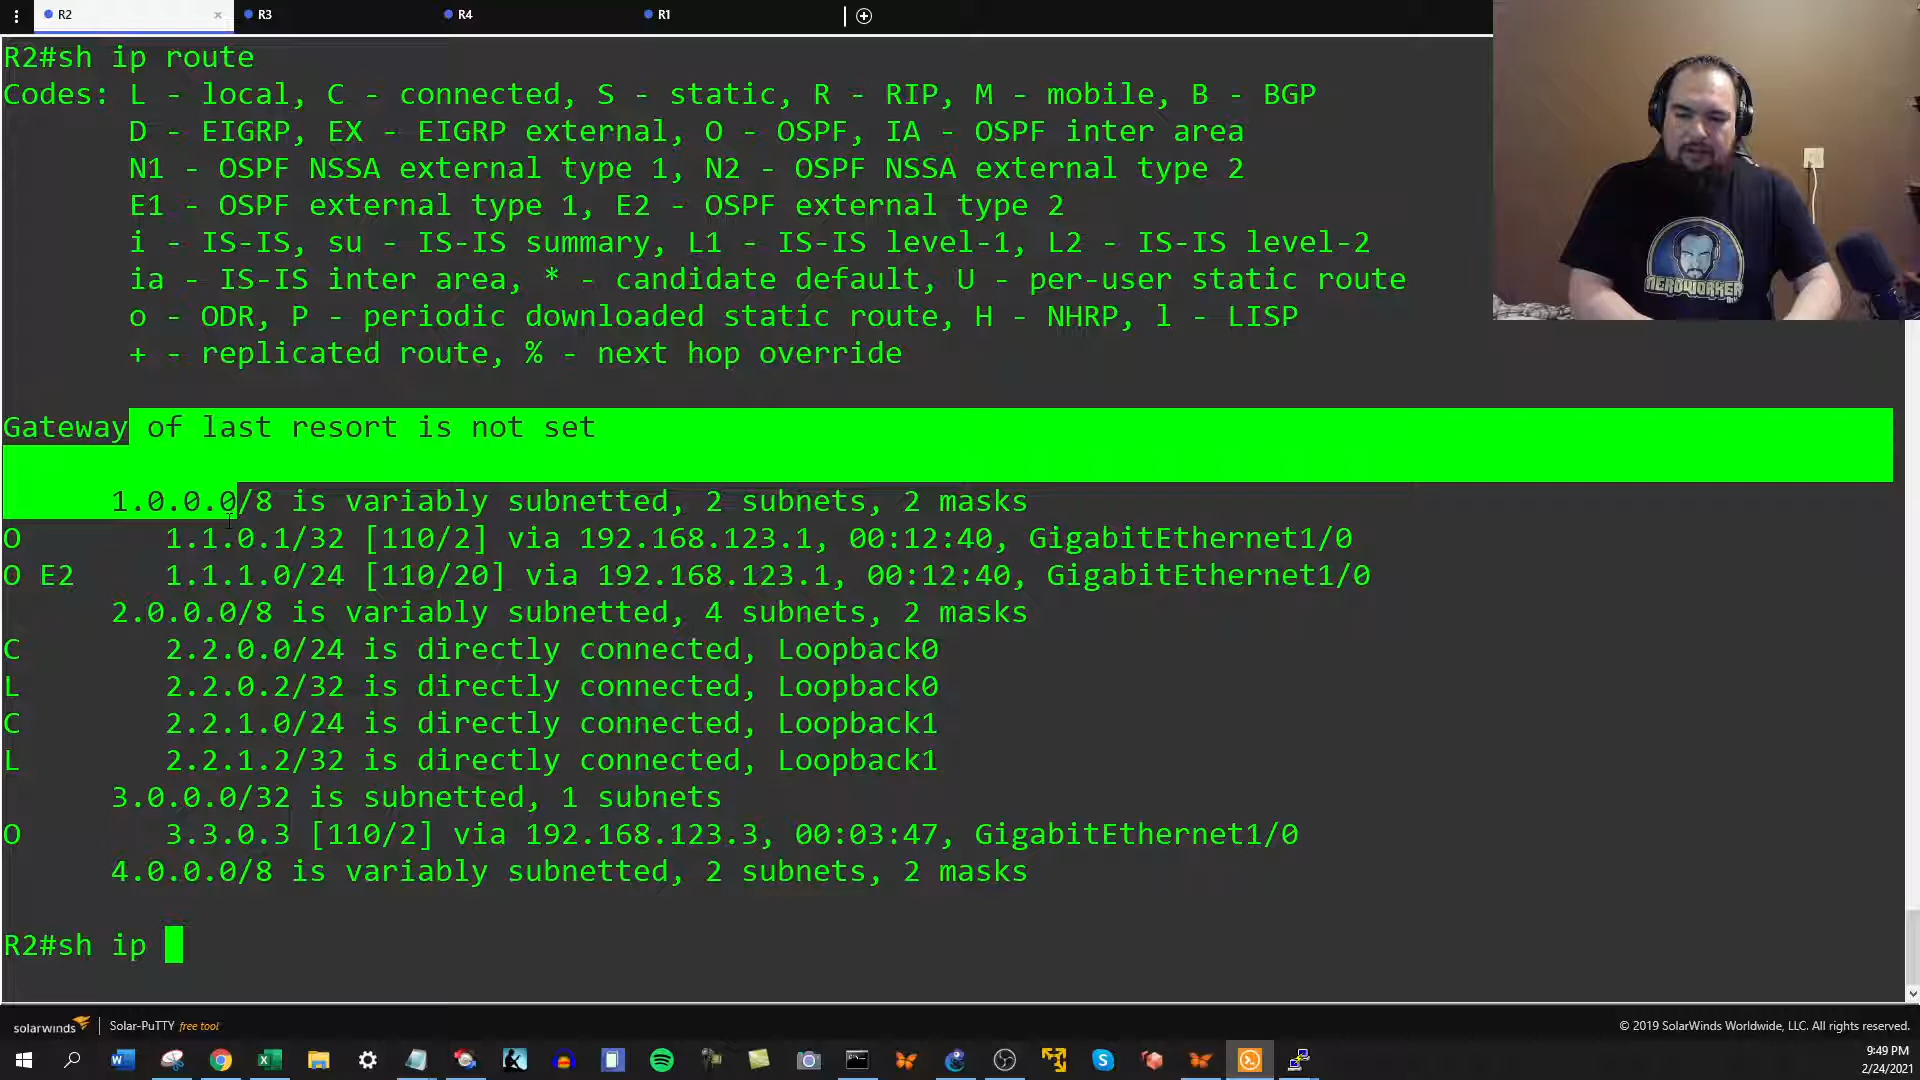 R2
×
R3
R4
R1
R2#sh ip route
Codes: L - local, C - connected, S - static, R - RIP, M - mobile, B - BGP
D - EIGRP, EX - EIGRP external, O - OSPF, IA - OSPF inter area
N1 - OSPF NSSA external type 1, N2 - OSPF NSSA external type 2
E1 - OSPF external type 1, E2 - OSPF external type 2
i - IS-IS, su - IS-IS summary, L1 - IS-IS level-1, L2 - IS-IS level-2
ia - IS-IS inter area, * - candidate default, U - per-user static route
o - ODR, P - periodic downloaded static route, H - NHRP, l - LISP
+ - replicated route, % - next hop override
Gateway of last resort is not set
1.0.0.0/8 is variably subnetted, 2 subnets, 2 masks
O 1.1.0.1/32 [110/2] via 192.168.123.1, 00:12:40, GigabitEthernet1/0
O E2 1.1.1.0/24 [110/20] via 192.168.123.1, 00:12:40, GigabitEthernet1/0
2.0.0.0/8 is variably subnetted, 4 subnets, 2 masks
C 2.2.0.0/24 is directly connected, Loopback0
L 2.2.0.2/32 is directly connected, Loopback0
C 2.2.1.0/24 is directly connected, Loopback1
L 2.2.1.2/32 is directly connected, Loopback1
3.0.0.0/32 is subnetted, 1 subnets
O 3.3.0.3 [110/2] via 192.168.123.3, 00:03:47, GigabitEthernet1/0
4.0.0.0/8 is variably subnetted, 2 subnets, 2 masks
R2#sh ip
NERDWORKER
solarwinds | Solar-PuTTY free tool
© 2019 SolarWinds Worldwide, LLC. All rights reserved.
9:49 PM
2/24/2021